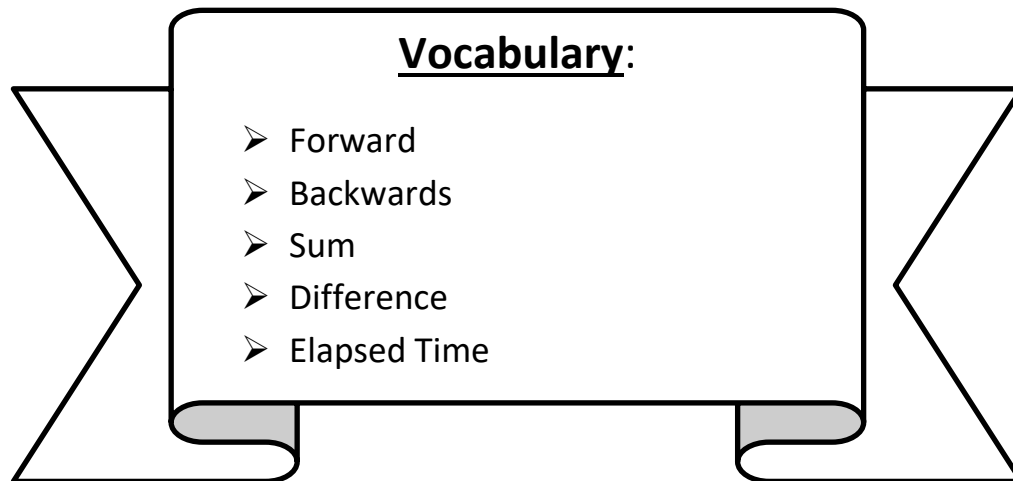 Vocabulary:
➢ Forward
➢ Backwards
➢ Sum
➢ Difference
➢ Elapsed Time